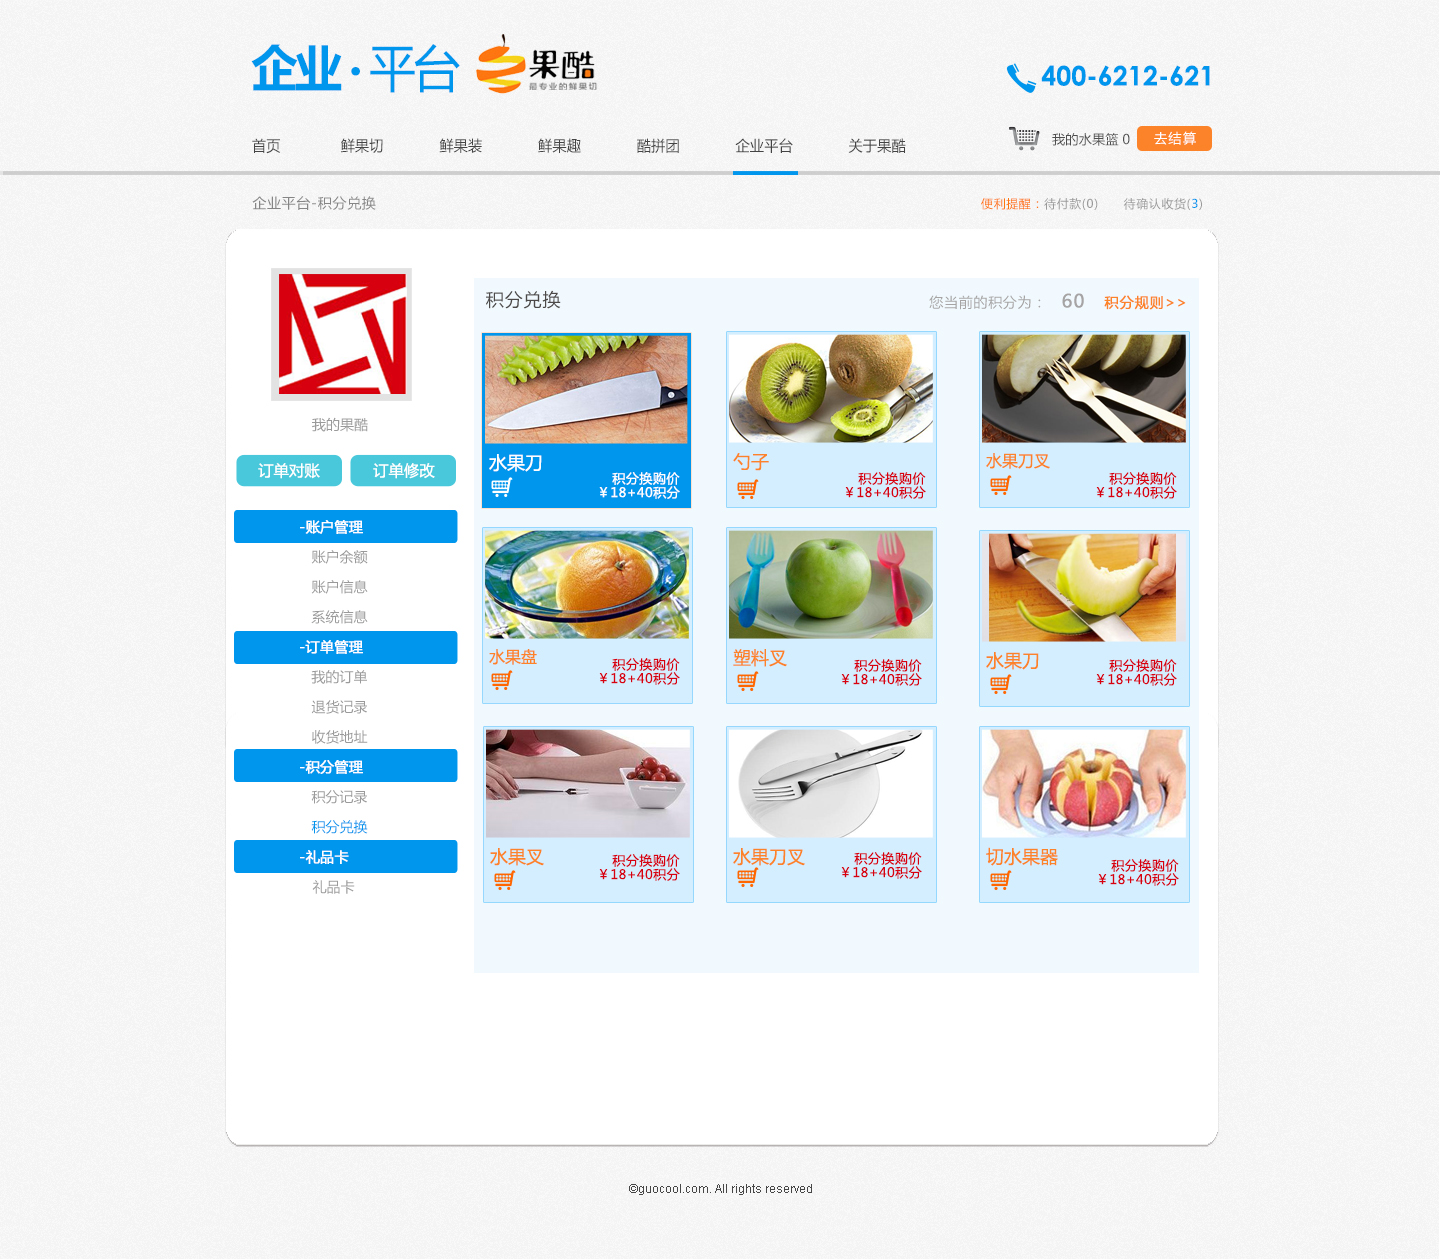 企业·平台 果酷
最专业的鲜果切
400-6212-621
首页 鲜果切 鲜果装 鲜果趣 酷拼团 企业平台 关于果酷
我的水果篮 0 去结算
企业平台-积分兑换
便利提醒：待付款(0) 待确认收货(3)
我的果酷
订单对账 订单修改
-账户管理
账户余额
账户信息
系统信息
-订单管理
我的订单
退货记录
收货地址
-积分管理
积分记录
积分兑换
-礼品卡
礼品卡
积分兑换
您当前的积分为： 60 积分规则>>
水果刀
积分换购价
￥18+40积分
勺子
积分换购价
￥18+40积分
水果刀叉
积分换购价
￥18+40积分
水果盘
积分换购价
￥18+40积分
塑料叉
积分换购价
￥18+40积分
水果刀
积分换购价
￥18+40积分
水果叉
积分换购价
￥18+40积分
水果刀叉
积分换购价
￥18+40积分
切水果器
积分换购价
￥18+40积分
©guocool.com. All rights reserved